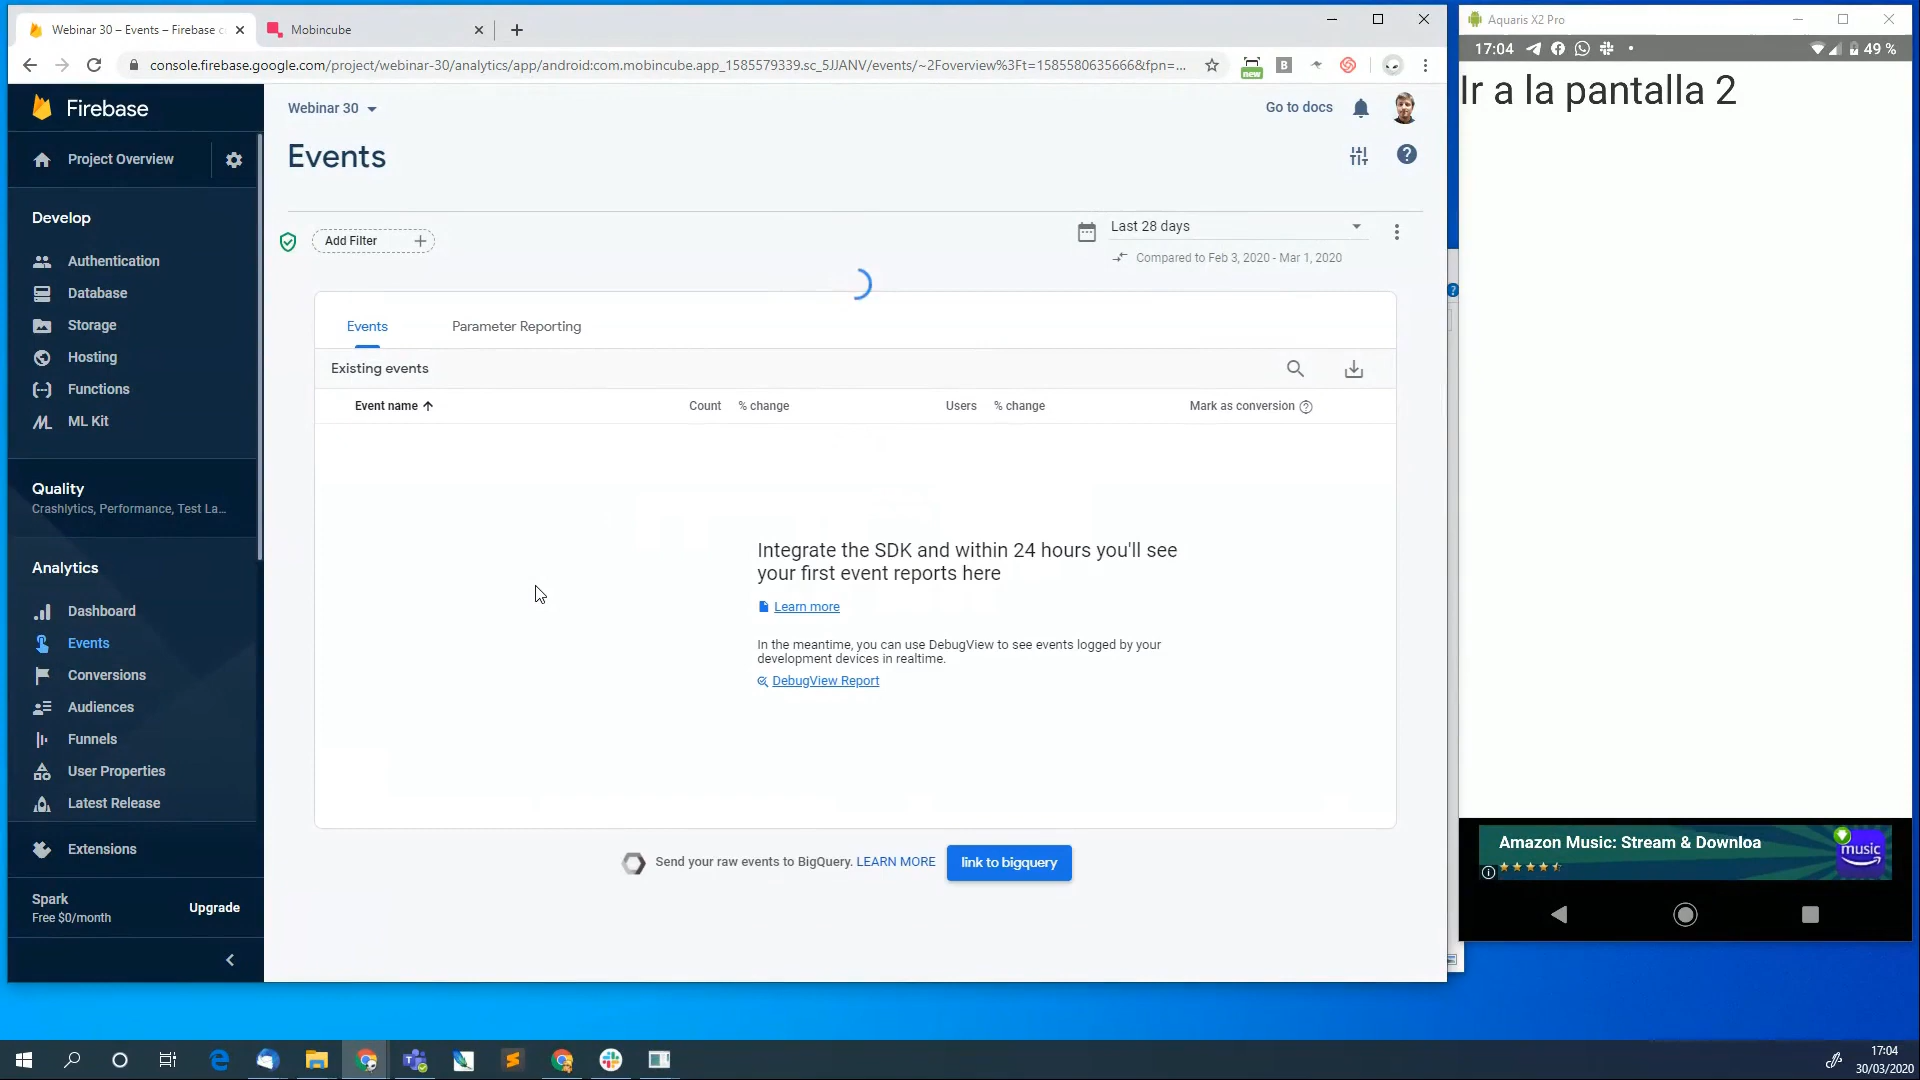 Webinar 30 – Events – Firebase c
Mobincube
console.firebase.google.com/project/webinar-30/analytics/app/android:com.mobincube.app_1585579339.sc_5JJANV/events/~2Foverview%3Ft=1585580635666&fpn=...
new
B
Firebase
Project Overview
Develop
Authentication
Database
Storage
Hosting
Functions
ML Kit
Quality
Crashlytics, Performance, Test La...
Analytics
Dashboard
Events
Conversions
Audiences
Funnels
User Properties
Latest Release
Extensions
Spark
Free $0/month
Upgrade
Webinar 30
Go to docs
Events
Add Filter
Last 28 days
Compared to Feb 3, 2020 - Mar 1, 2020
Events
Parameter Reporting
Existing events
Event name
Count
% change
Users
% change
Mark as conversion
Integrate the SDK and within 24 hours you'll see
your first event reports here
Learn more
In the meantime, you can use DebugView to see events logged by your
development devices in realtime.
DebugView Report
Send your raw events to BigQuery. LEARN MORE
link to bigquery
Aquaris X2 Pro
17:04
49 %
Ir a la pantalla 2
Amazon Music: Stream & Downloa
music
17:04
30/03/2020